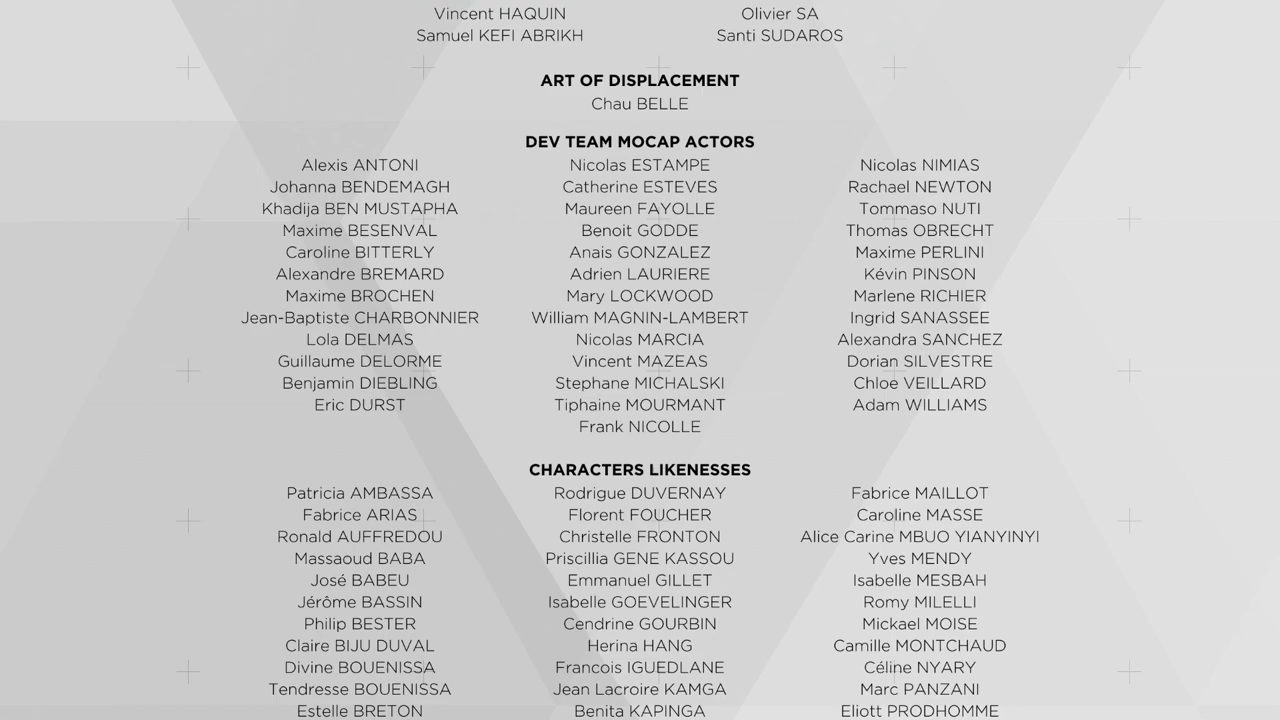 Vincent HAQUIN Olivier SA
Samuel KEFI ABRIKH Santi SUDAROS
ART OF DISPLACEMENT
Chau BELLE
DEV TEAM MOCAP ACTORS
Alexis ANTONI Nicolas ESTAMPE Nicolas NIMIAS
Johanna BENDEMAGH Catherine ESTEVES Rachael NEWTON
Khadija BEN MUSTAPHA Maureen FAYOLLE Tommaso NUTI
Maxime BESENVAL Benoit GODDE Thomas OBRECHT
Caroline BITTERLY Anais GONZALEZ Maxime PERLINI
Alexandre BREMARD Adrien LAURIERE Kévin PINSON
Maxime BROCHEN Mary LOCKWOOD Marlene RICHIER
Jean-Baptiste CHARBONNIER William MAGNIN-LAMBERT Ingrid SANASSEE
Lola DELMAS Nicolas MARCIA Alexandra SANCHEZ
Guillaume DELORME Vincent MAZEAS Dorian SILVESTRE
Benjamin DIEBLING Stephane MICHALSKI Chloe VEILLARD
Eric DURST Tiphaine MOURMANT Adam WILLIAMS
Frank NICOLLE
CHARACTERS LIKENESSES
Patricia AMBASSA Rodrigue DUVERNAY Fabrice MAILLOT
Fabrice ARIAS Florent FOUCHER Caroline MASSE
Ronald AUFFREDOU Christelle FRONTON Alice Carine MBUO YIANYINYI
Massaoud BABA Priscillia GENE KASSOU Yves MENDY
José BABEU Emmanuel GILLET Isabelle MESBAH
Jérôme BASSIN Isabelle GOEVELINGER Romy MILELLI
Philip BESTER Cendrine GOURBIN Mickael MOISE
Claire BIJU DUVAL Herina HANG Camille MONTCHAUD
Divine BOUENISSA Francois IGUEDLANE Céline NYARY
Tendresse BOUENISSA Jean Lacroire KAMGA Marc PANZANI
Estelle BRETON Benita KAPINGA Eliott PRODHOMME